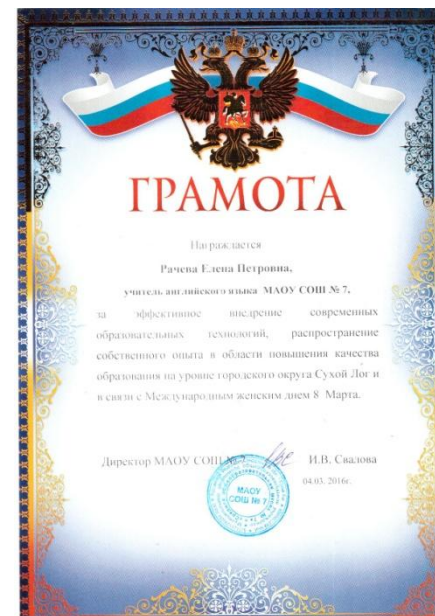 ГРАМОТА
Награждается
Рачева Елена Петровна,
учитель английского языка МАОУ СОШ № 7,
за эффективное внедрение современных
образовательных технологий, распространение
собственного опыта в области повышения качества
образования на уровне городского округа Сухой Лог и
в связи с Международным женским днем 8 Марта.
Директор МАОУ СОШ № 7 И.В. Свалова
04.03. 2016г.
МАОУ
СОШ № 7